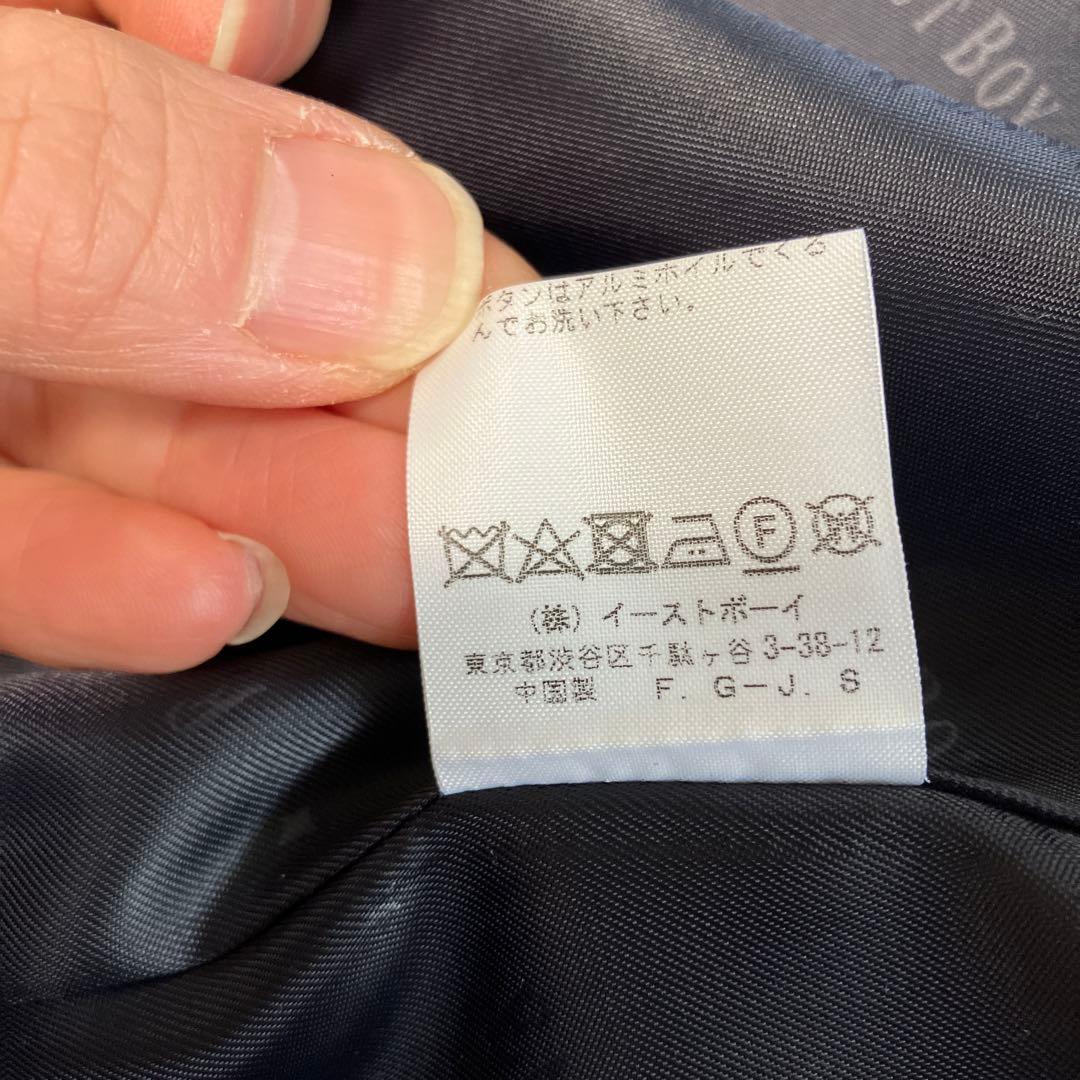 T BOY
ボタンはアルミホイルでくる
んでお洗い下さい。
F W
(株) イーストボーイ
東京都渋谷区千駄ヶ谷3-38-12
中国製 F. G-J. S